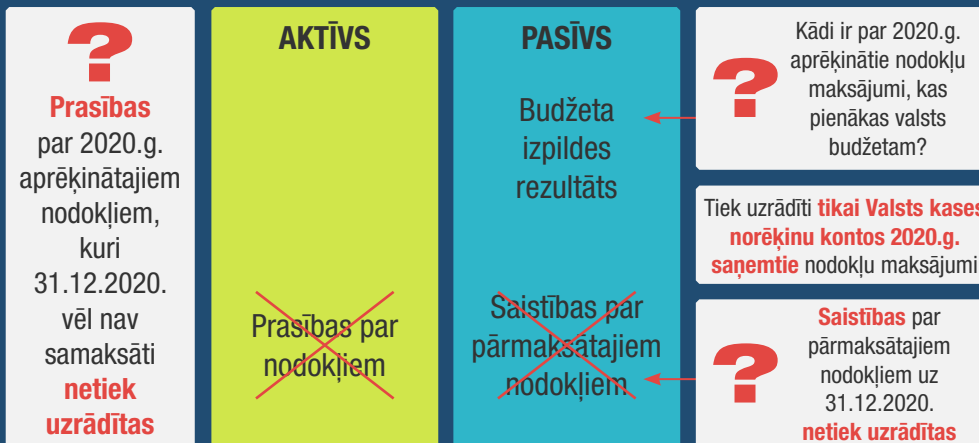 ?
Prasības
par 2020.g.
aprēķinātajiem
nodokļiem,
kuri
31.12.2020.
vēl nav
samaksāti
netiek
uzrādītas
AKTĪVS
Prasības par
nodokļiem
PASĪVS
Budžeta
izpildes
rezultāts
Saistības par
pārmaksātajiem
nodokļiem
?
Kādi ir par 2020.g.
aprēķinātie nodokļu
maksājumi, kas
pienākas valsts
budžetam?
Tiek uzrādīti tikai Valsts kases
norēķinu kontos 2020.g.
saņemtie nodokļu maksājumi
?
Saistības par
pārmaksātajiem
nodokļiem uz
31.12.2020.
netiek uzrādītas